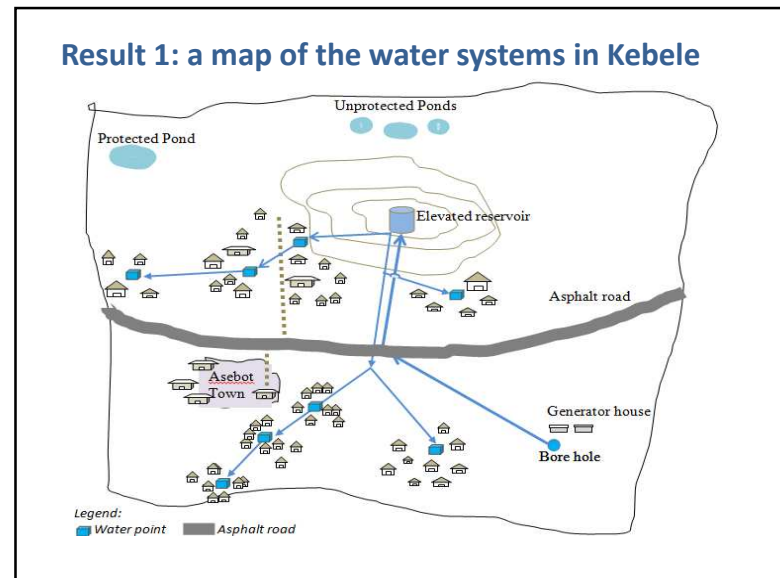 Result 1: a map of the water systems in Kebele
Unprotected Ponds
Protected Pond
Elevated reservoir
Asphalt road
Asebot
Town
Generator house
Bore hole
Legend:
Water point
Asphalt road